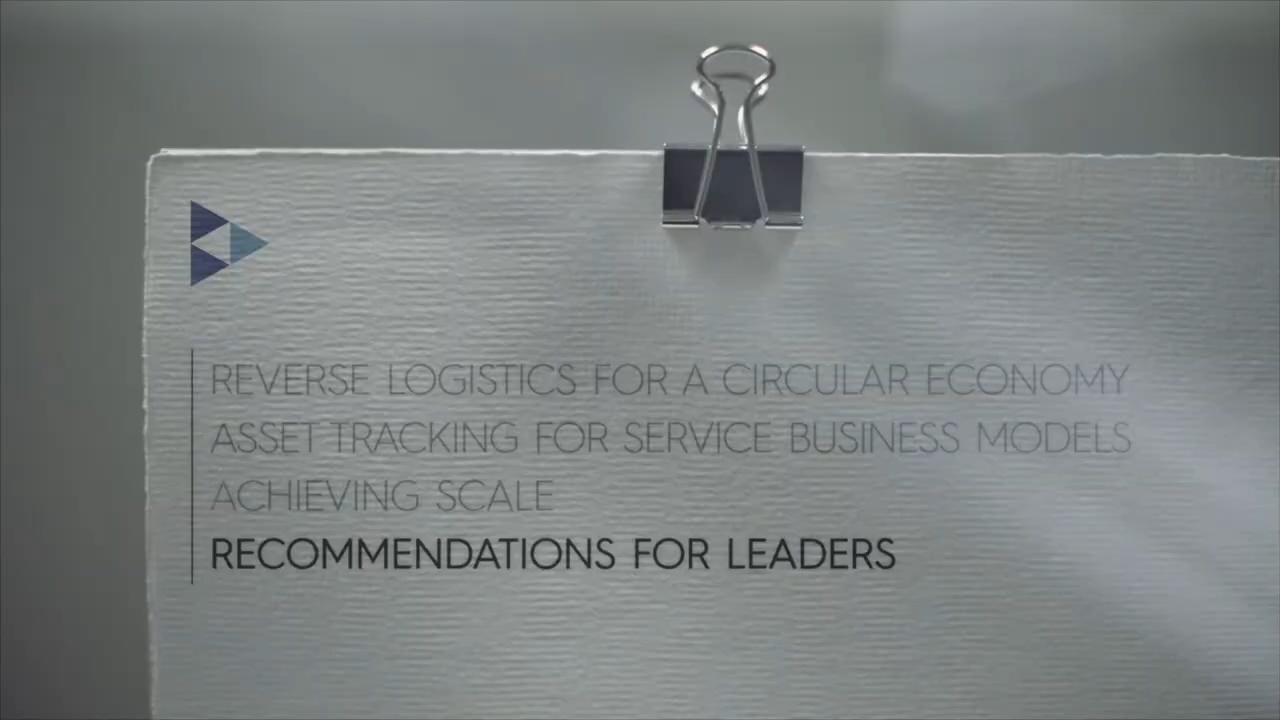 REVERSE LOGISTICS FOR A CIRCULAR ECONOMY
ASSET TRACKING FOR SERVICE BUSINESS MODELS
ACHIEVING SCALE
RECOMMENDATIONS FOR LEADERS